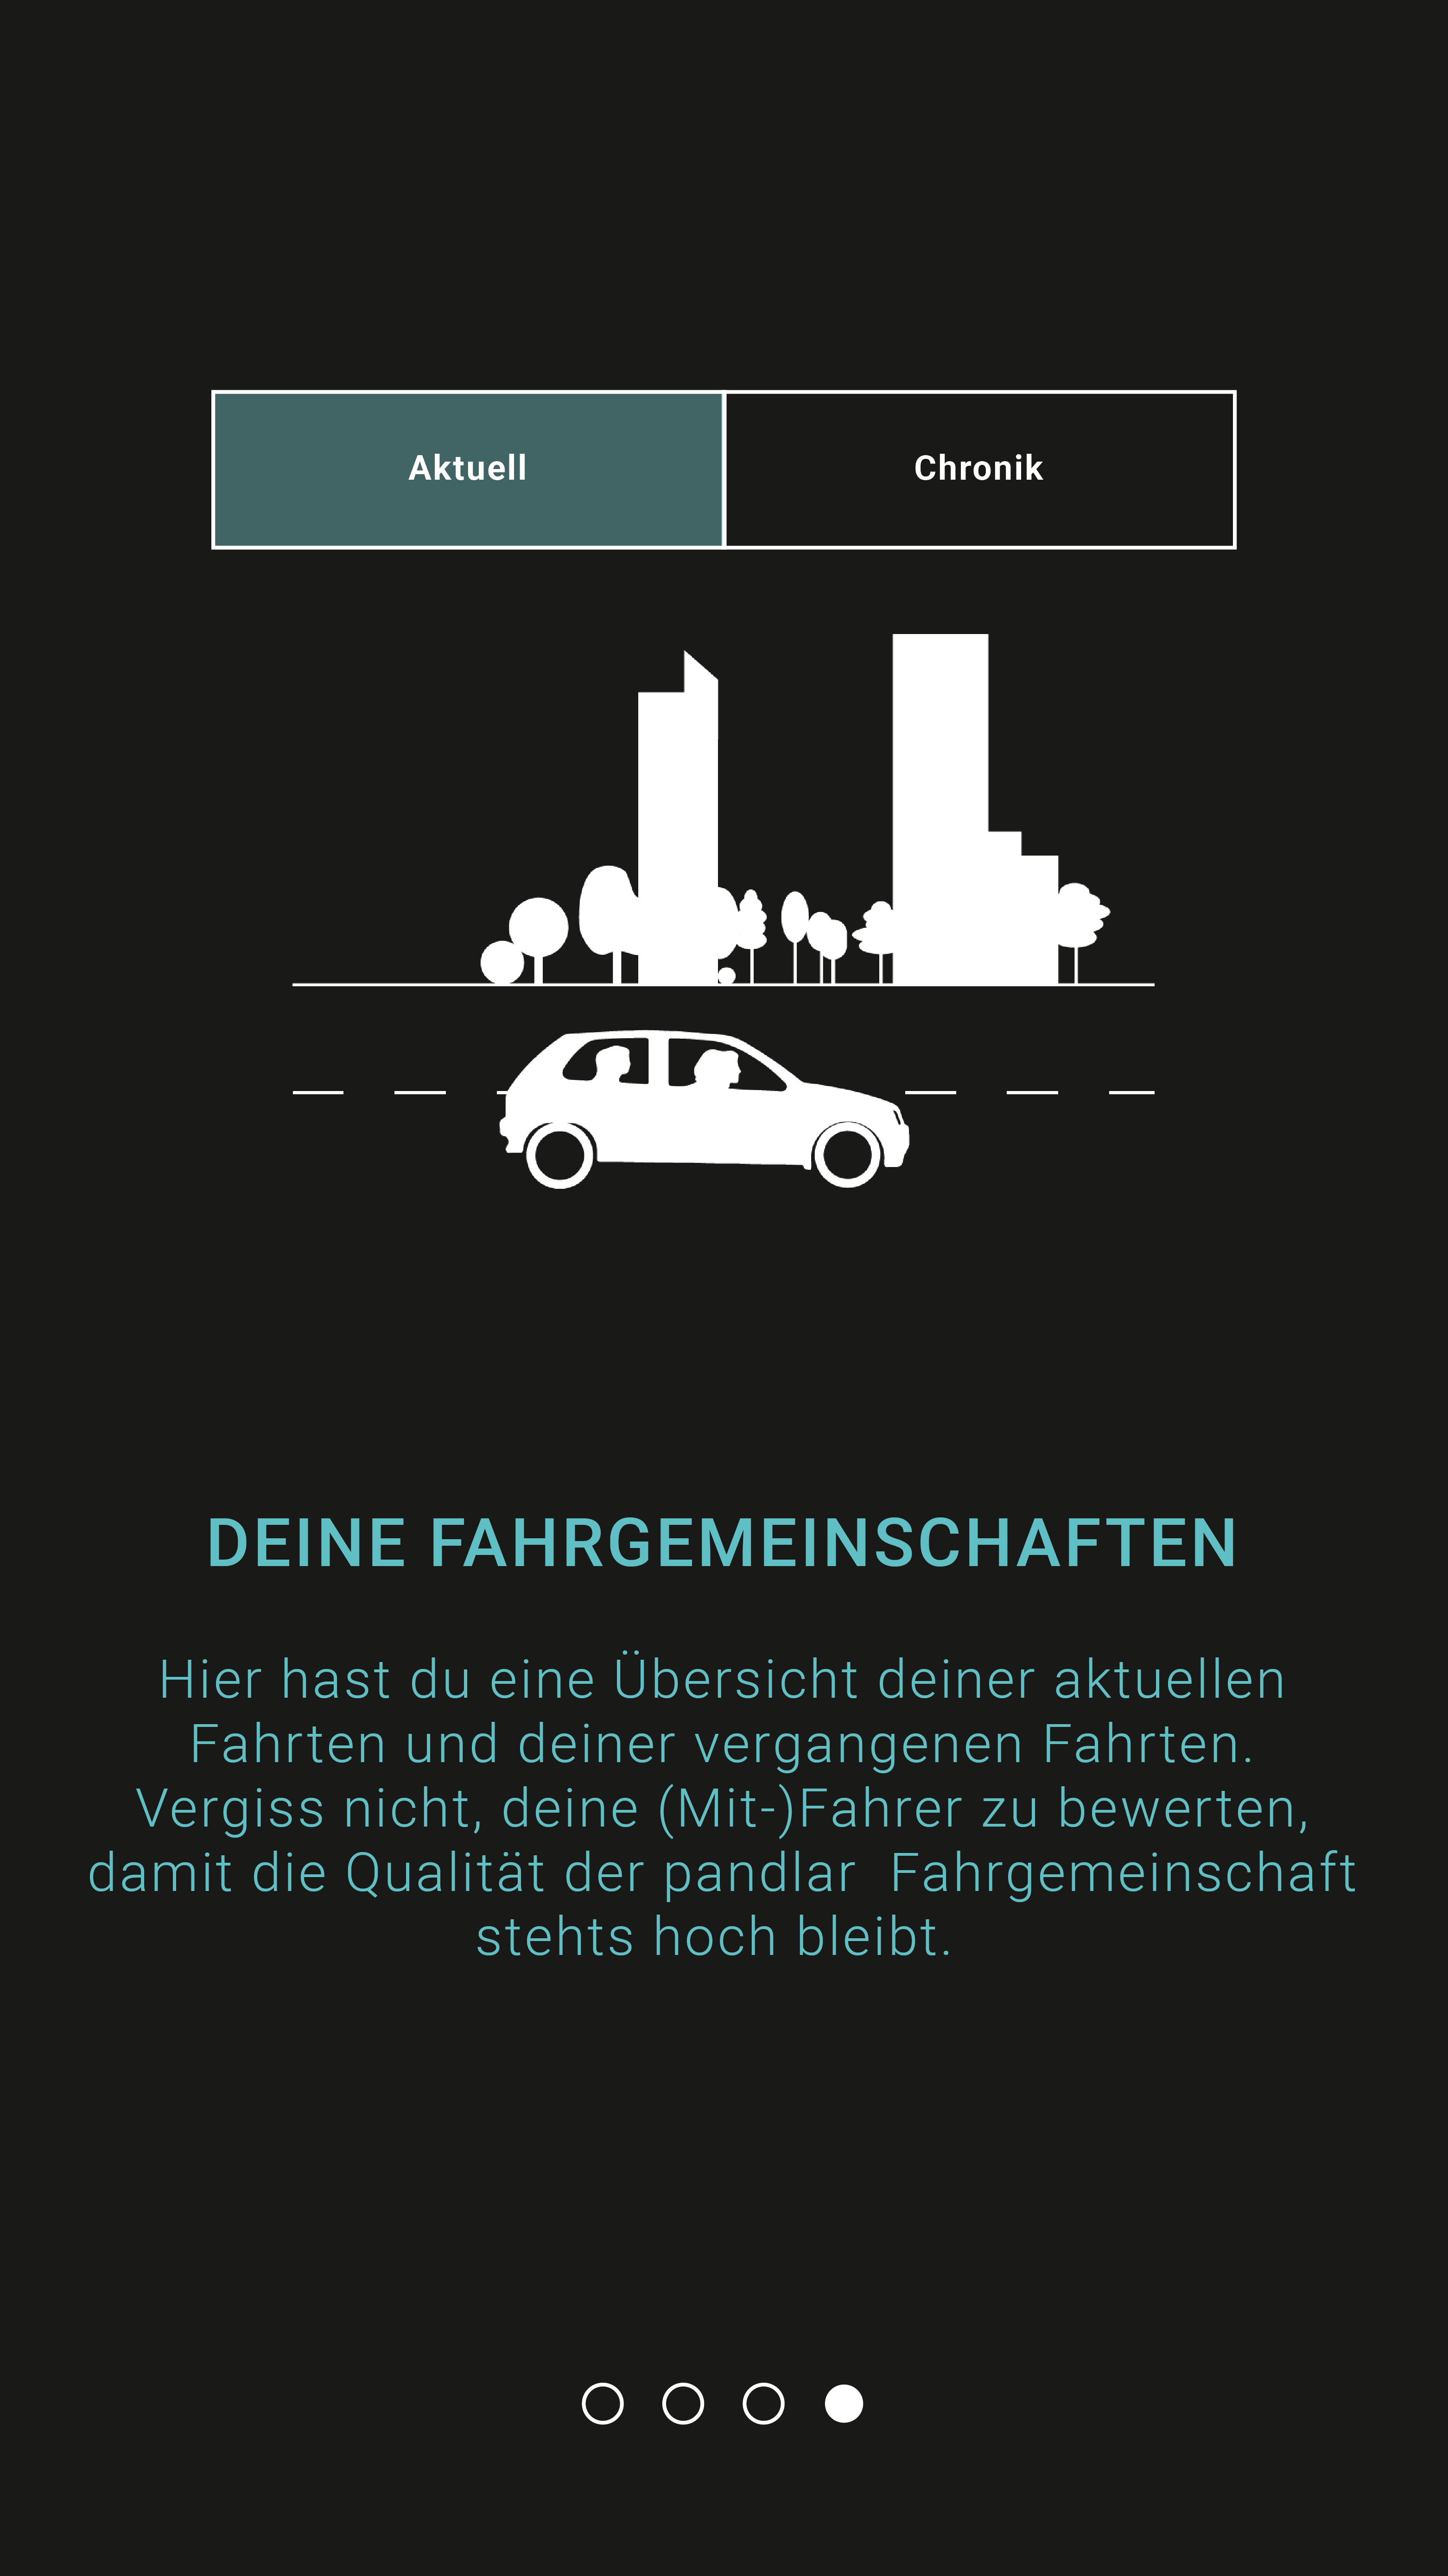 Aktuell
Chronik
DEINE FAHRGEMEINSCHAFTEN
Hier hast du eine Übersicht deiner aktuellen
Fahrten und deiner vergangenen Fahrten.
Vergiss nicht, deine (Mit-)Fahrer zu bewerten,
damit die Qualität der pandlar  Fahrgemeinschaft
stehts hoch bleibt.